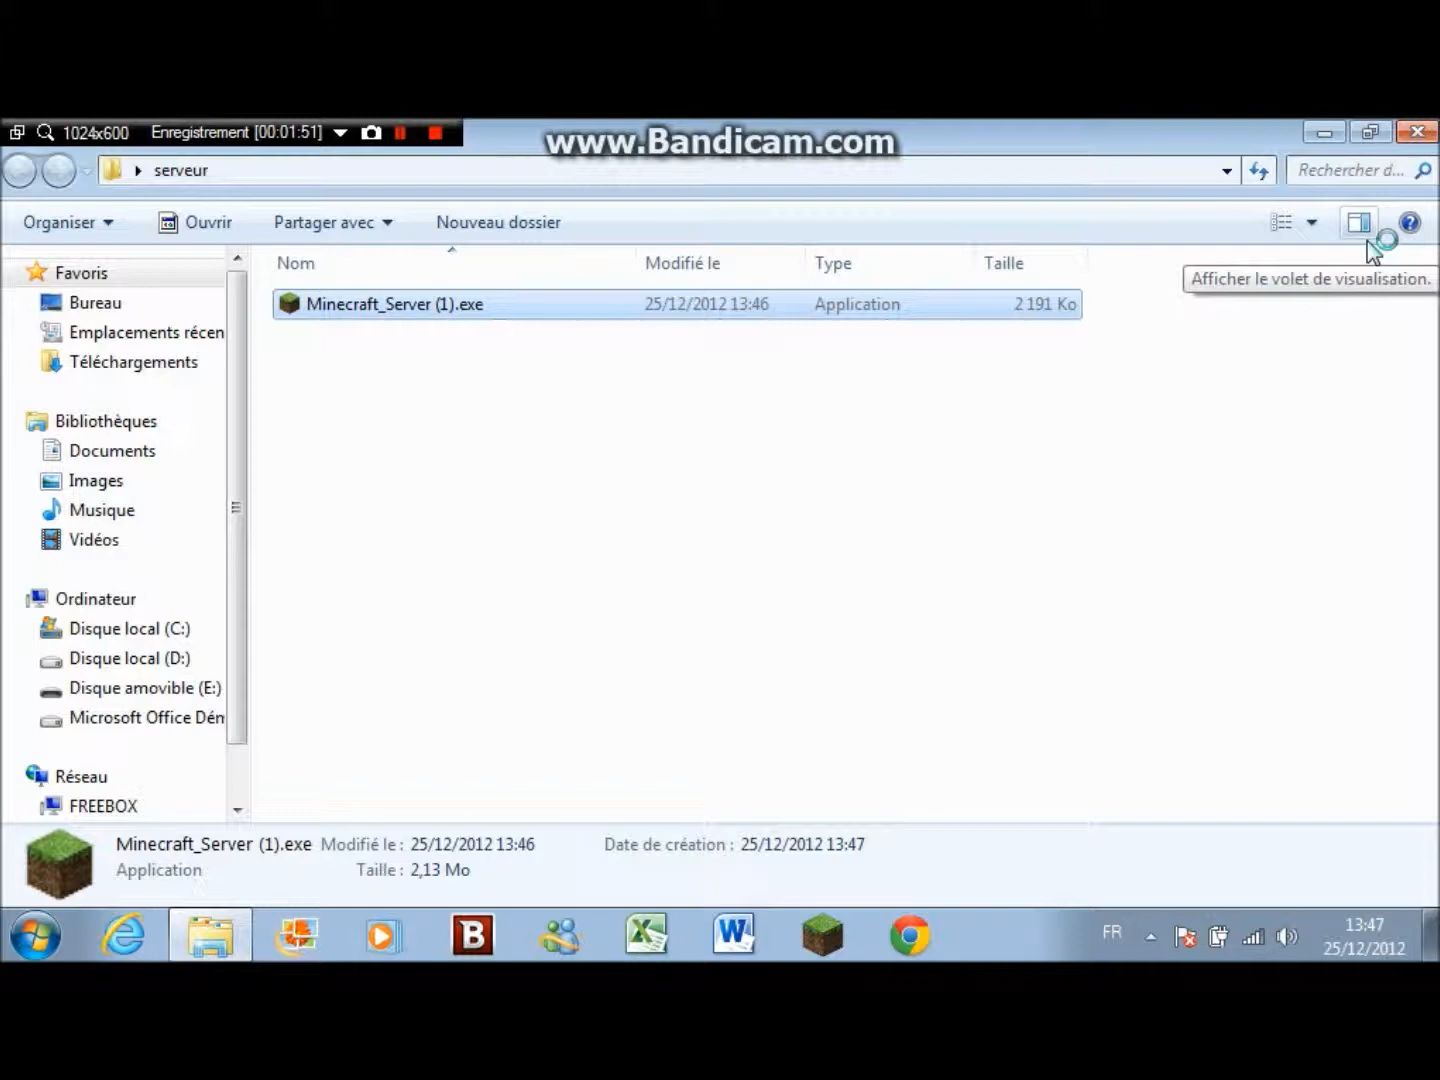 1024x600 Enregistrement [00:01:51]
www.Bandicam.com
serveur
Rechercher d...
Organiser Ouvrir Partager avec Nouveau dossier
Nom Modifié le Type Taille
Afficher le volet de visualisation.
Minecraft_Server (1).exe 25/12/2012 13:46 Application 2 191 Ko
Favoris
Bureau
Emplacements récen
Téléchargements
Bibliothèques
Documents
Images
Musique
Vidéos
Ordinateur
Disque local (C:)
Disque local (D:)
Disque amovible (E:)
Microsoft Office Dém
Réseau
FREEBOX
Minecraft_Server (1).exe Modifié le : 25/12/2012 13:46 Date de création : 25/12/2012 13:47
Application Taille : 2,13 Mo
FR
13:47
25/12/2012